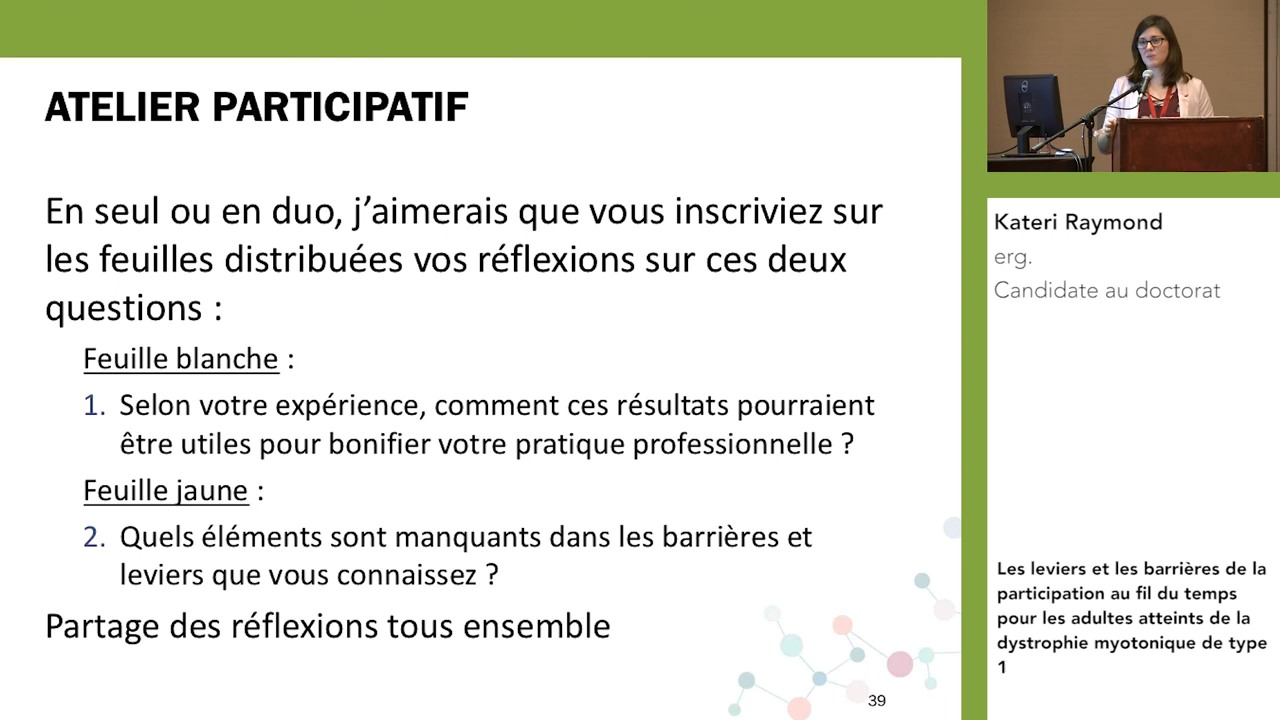 ATELIER PARTICIPATIF
En seul ou en duo, j’aimerais que vous inscriviez sur
les feuilles distribuées vos réflexions sur ces deux
questions :
Feuille blanche :
1. Selon votre expérience, comment ces résultats pourraient
être utiles pour bonifier votre pratique professionnelle ?
Feuille jaune :
2. Quels éléments sont manquants dans les barrières et
leviers que vous connaissez ?
Partage des réflexions tous ensemble
39
Kateri Raymond
erg.
Candidate au doctorat
Les leviers et les barrières de la
participation au fil du temps
pour les adultes atteints de la
dystrophie myotonique de type
1